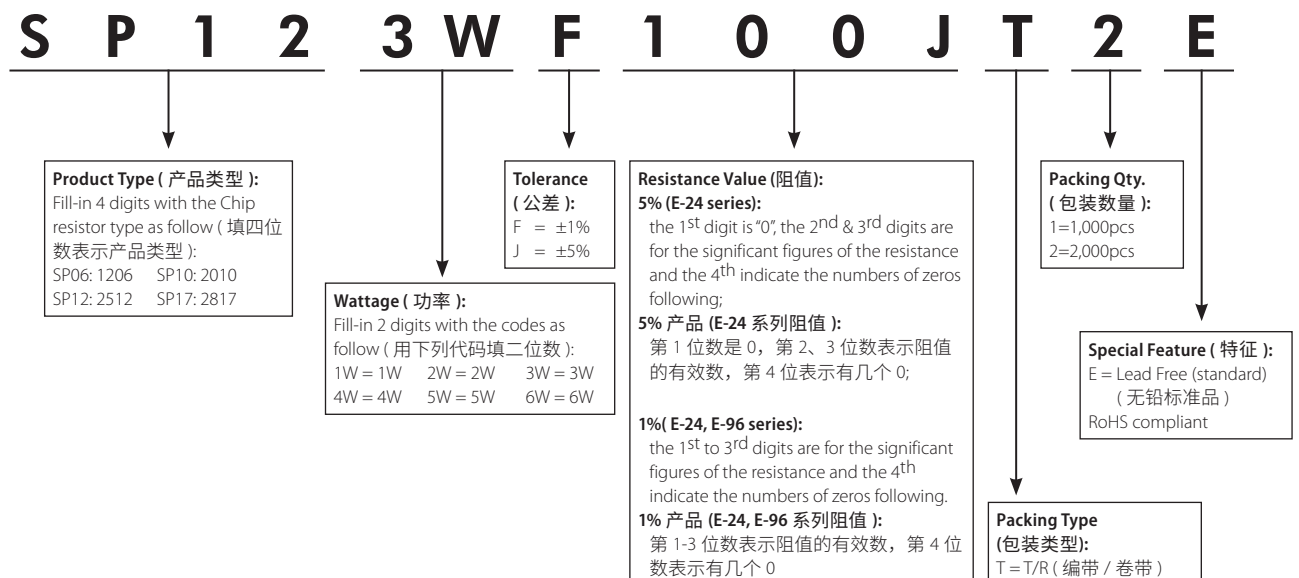 SP12 3W F 100J T 2 E
Product Type ( 产品类型 ):
Fill-in 4 digits with the Chip
resistor type as follow ( 填四位
数表示产品类型 ):
SP06: 1206 SP10: 2010
SP12: 2512 SP17: 2817
Wattage ( 功率 ):
Fill-in 2 digits with the codes as
follow ( 用下列代码填二位数 ):
1W = 1W 2W = 2W 3W = 3W
4W = 4W 5W = 5W 6W = 6W
Tolerance
( 公差 ):
F = ±1%
J = ±5%
Resistance Value (阻值):
5% (E-24 series):
the 1st digit is “0”, the 2nd & 3rd digits are
for the significant figures of the resistance
and the 4th indicate the numbers of zeros
following;
5% 产品 (E-24 系列阻值 ):
第 1 位数是 0，第 2、3 位数表示阻值
的有效数，第 4 位表示有几个 0;
1%( E-24, E-96 series):
the 1st to 3rd digits are for the significant
figures of the resistance and the 4th
indicate the numbers of zeros following.
1% 产品 (E-24, E-96 系列阻值 ):
第 1-3 位数表示阻值的有效数，第 4 位
数表示有几个 0
Packing Type
(包装类型):
T = T/R ( 编带 / 卷带 )
Packing Qty.
( 包装数量 ):
1=1,000pcs
2=2,000pcs
Special Feature ( 特征 ):
E = Lead Free (standard)
( 无铅标准品 )
RoHS compliant